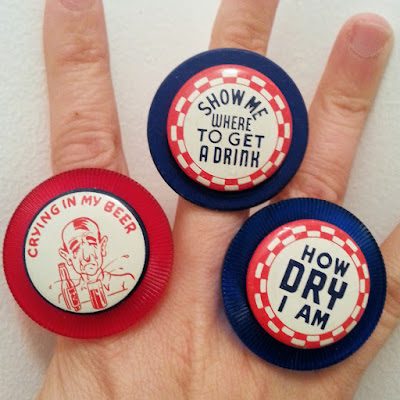 SHOW ME
WHERE
TO GET
A DRINK
CRYING IN MY BEER
HOW
DRY
I AM